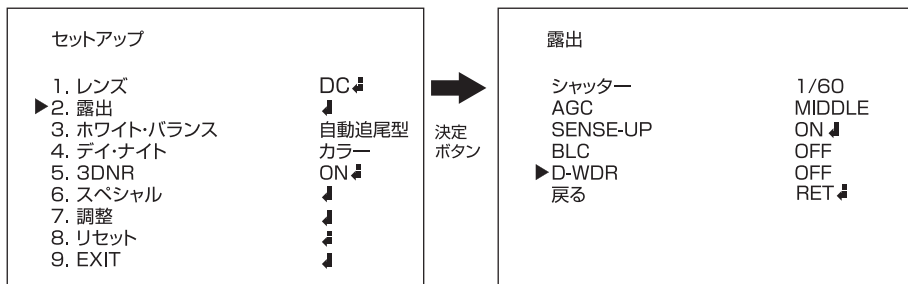 セットアップ
1. レンズ DC↲
▶2. 露出 ↲
3. ホワイト・バランス 自動追尾型
4. デイ・ナイト カラー
5. 3DNR ON↲
6. スペシャル ↲
7. 調整 ↲
8. リセット ↲
9. EXIT ↲
決定
ボタン
露出
シャッター 1/60
AGC MIDDLE
SENSE-UP ON↲
BLC OFF
▶D-WDR OFF
戻る RET↲